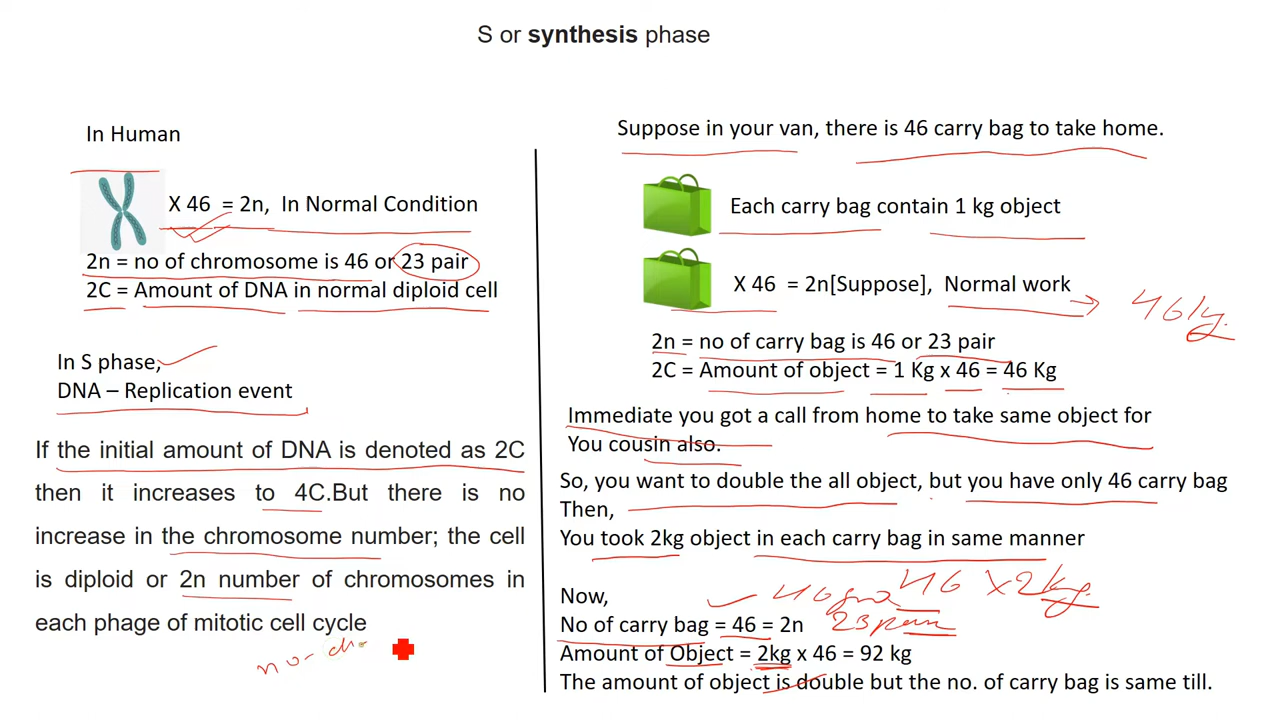 S or synthesis phase
In Human
X 46 = 2n, In Normal Condition
2n = no of chromosome is 46 or 23 pair
2C = Amount of DNA in normal diploid cell
In S phase,
DNA – Replication event
If the initial amount of DNA is denoted as 2C
then it increases to 4C.But there is no
increase in the chromosome number; the cell
is diploid or 2n number of chromosomes in
each phage of mitotic cell cycle
no- ch
Suppose in your van, there is 46 carry bag to take home.
Each carry bag contain 1 kg object
X 46 = 2n[Suppose], Normal work
46 kg.
2n = no of carry bag is 46 or 23 pair
2C = Amount of object = 1 Kg x 46 = 46 Kg
Immediate you got a call from home to take same object for
You cousin also.
So, you want to double the all object, but you have only 46 carry bag
Then,
You took 2kg object in each carry bag in same manner
46 X 2 kg.
Now,
46
No of carry bag = 46 = 2n
23 pair
Amount of Object = 2kg x 46 = 92 kg
The amount of object is double but the no. of carry bag is same till.